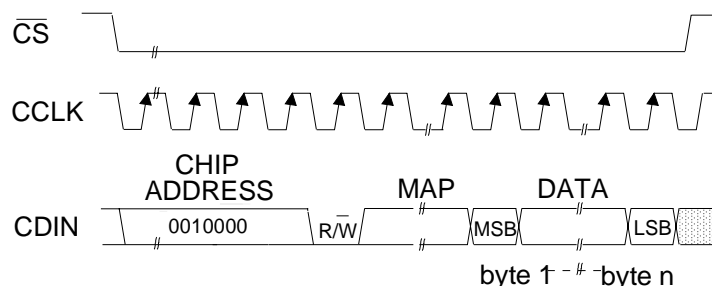 CS
CCLK
CHIP
ADDRESS
MAP
DATA
CDIN
0010000
R/W
MSB
LSB
byte 1
byte n